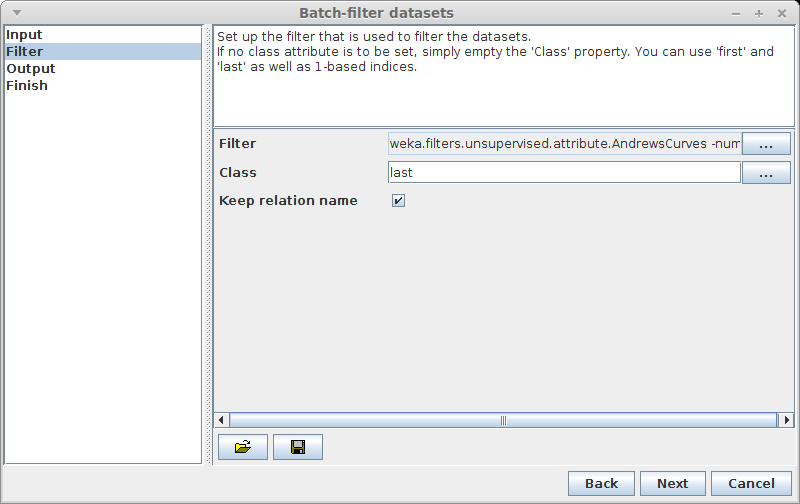 Batch-filter datasets
Input
Filter
Output
Finish
Set up the filter that is used to filter the datasets.
If no class attribute is to be set, simply empty the 'Class' property. You can use 'first' and
'last' as well as 1-based indices.
Filter
weka.filters.unsupervised.attribute.AndrewsCurves -num
...
Class
last
...
Keep relation name
Back
Next
Cancel